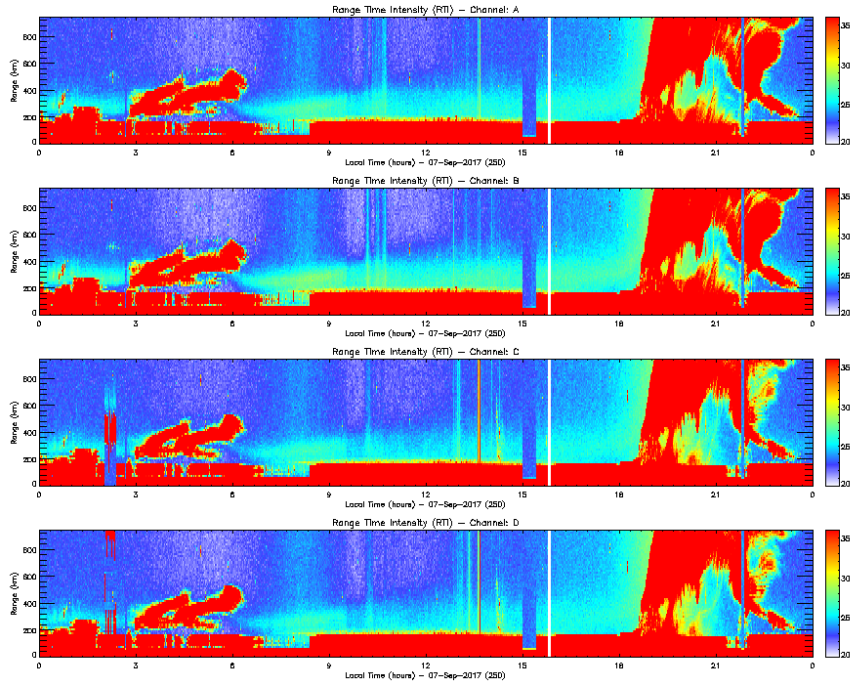 Range Time Intensity (RTI) – Channel: A
Range (km)
800
600
400
200
0
0 3 6 9 12 15 18 21 0
Local Time (hours) – 07-Sep-2017 (250)
35
30
25
20
Range Time Intensity (RTI) – Channel: B
Range (km)
800
600
400
200
0
0 3 6 9 12 15 18 21 0
Local Time (hours) – 07-Sep-2017 (250)
35
30
25
20
Range Time Intensity (RTI) – Channel: C
Range (km)
800
600
400
200
0
0 3 6 9 12 15 18 21 0
Local Time (hours) – 07-Sep-2017 (250)
35
30
25
20
Range Time Intensity (RTI) – Channel: D
Range (km)
800
600
400
200
0
0 3 6 9 12 15 18 21 0
Local Time (hours) – 07-Sep-2017 (250)
35
30
25
20